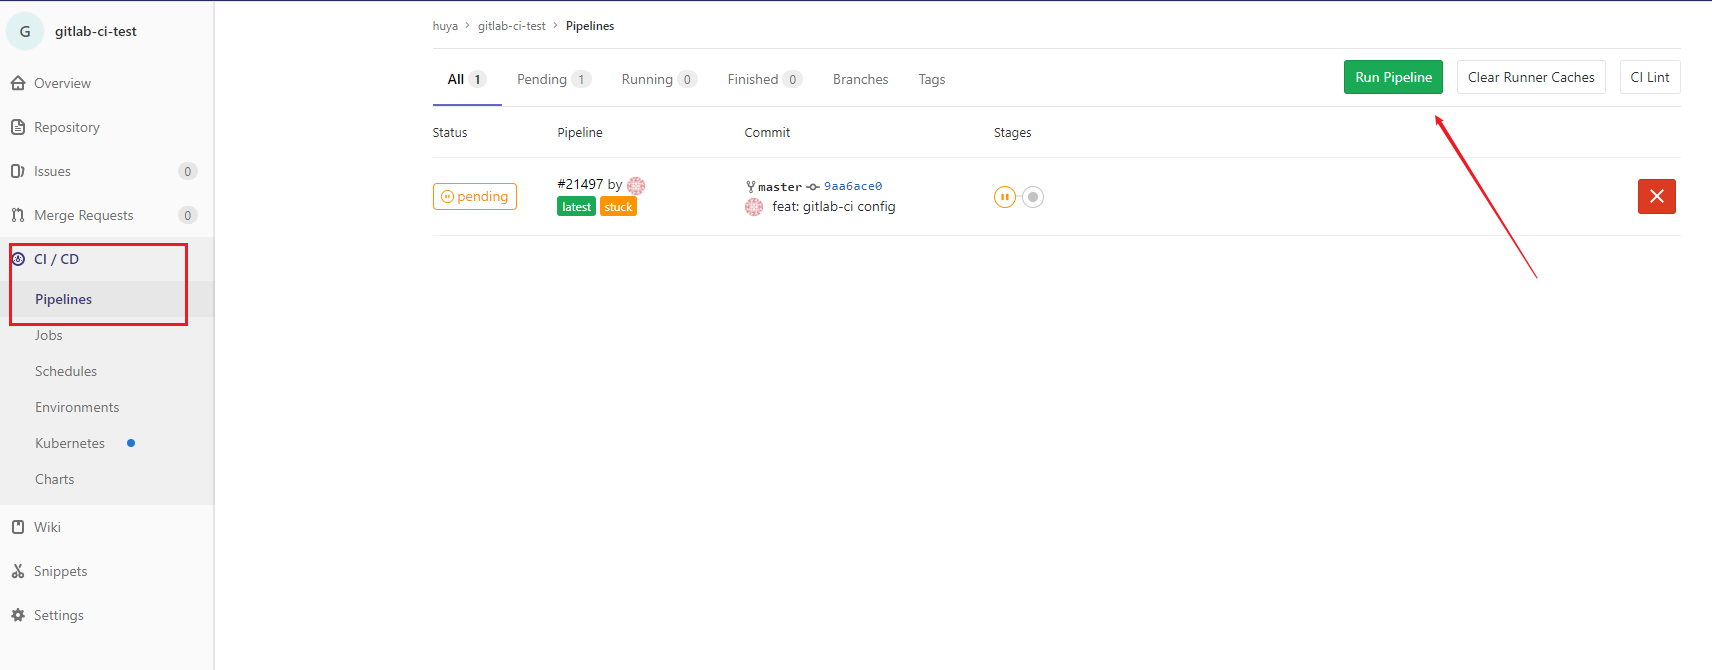 G gitlab-ci-test
Overview
Repository
Issues 0
Merge Requests 0
CI / CD
Pipelines
Jobs
Schedules
Environments
Kubernetes
Charts
Wiki
Snippets
Settings
huya > gitlab-ci-test > Pipelines
All 1 Pending 1 Running 0 Finished 0 Branches Tags Run Pipeline Clear Runner Caches CI Lint
Status Pipeline Commit Stages
pending #21497 by master 9aa6ace0
latest stuck feat: gitlab-ci config